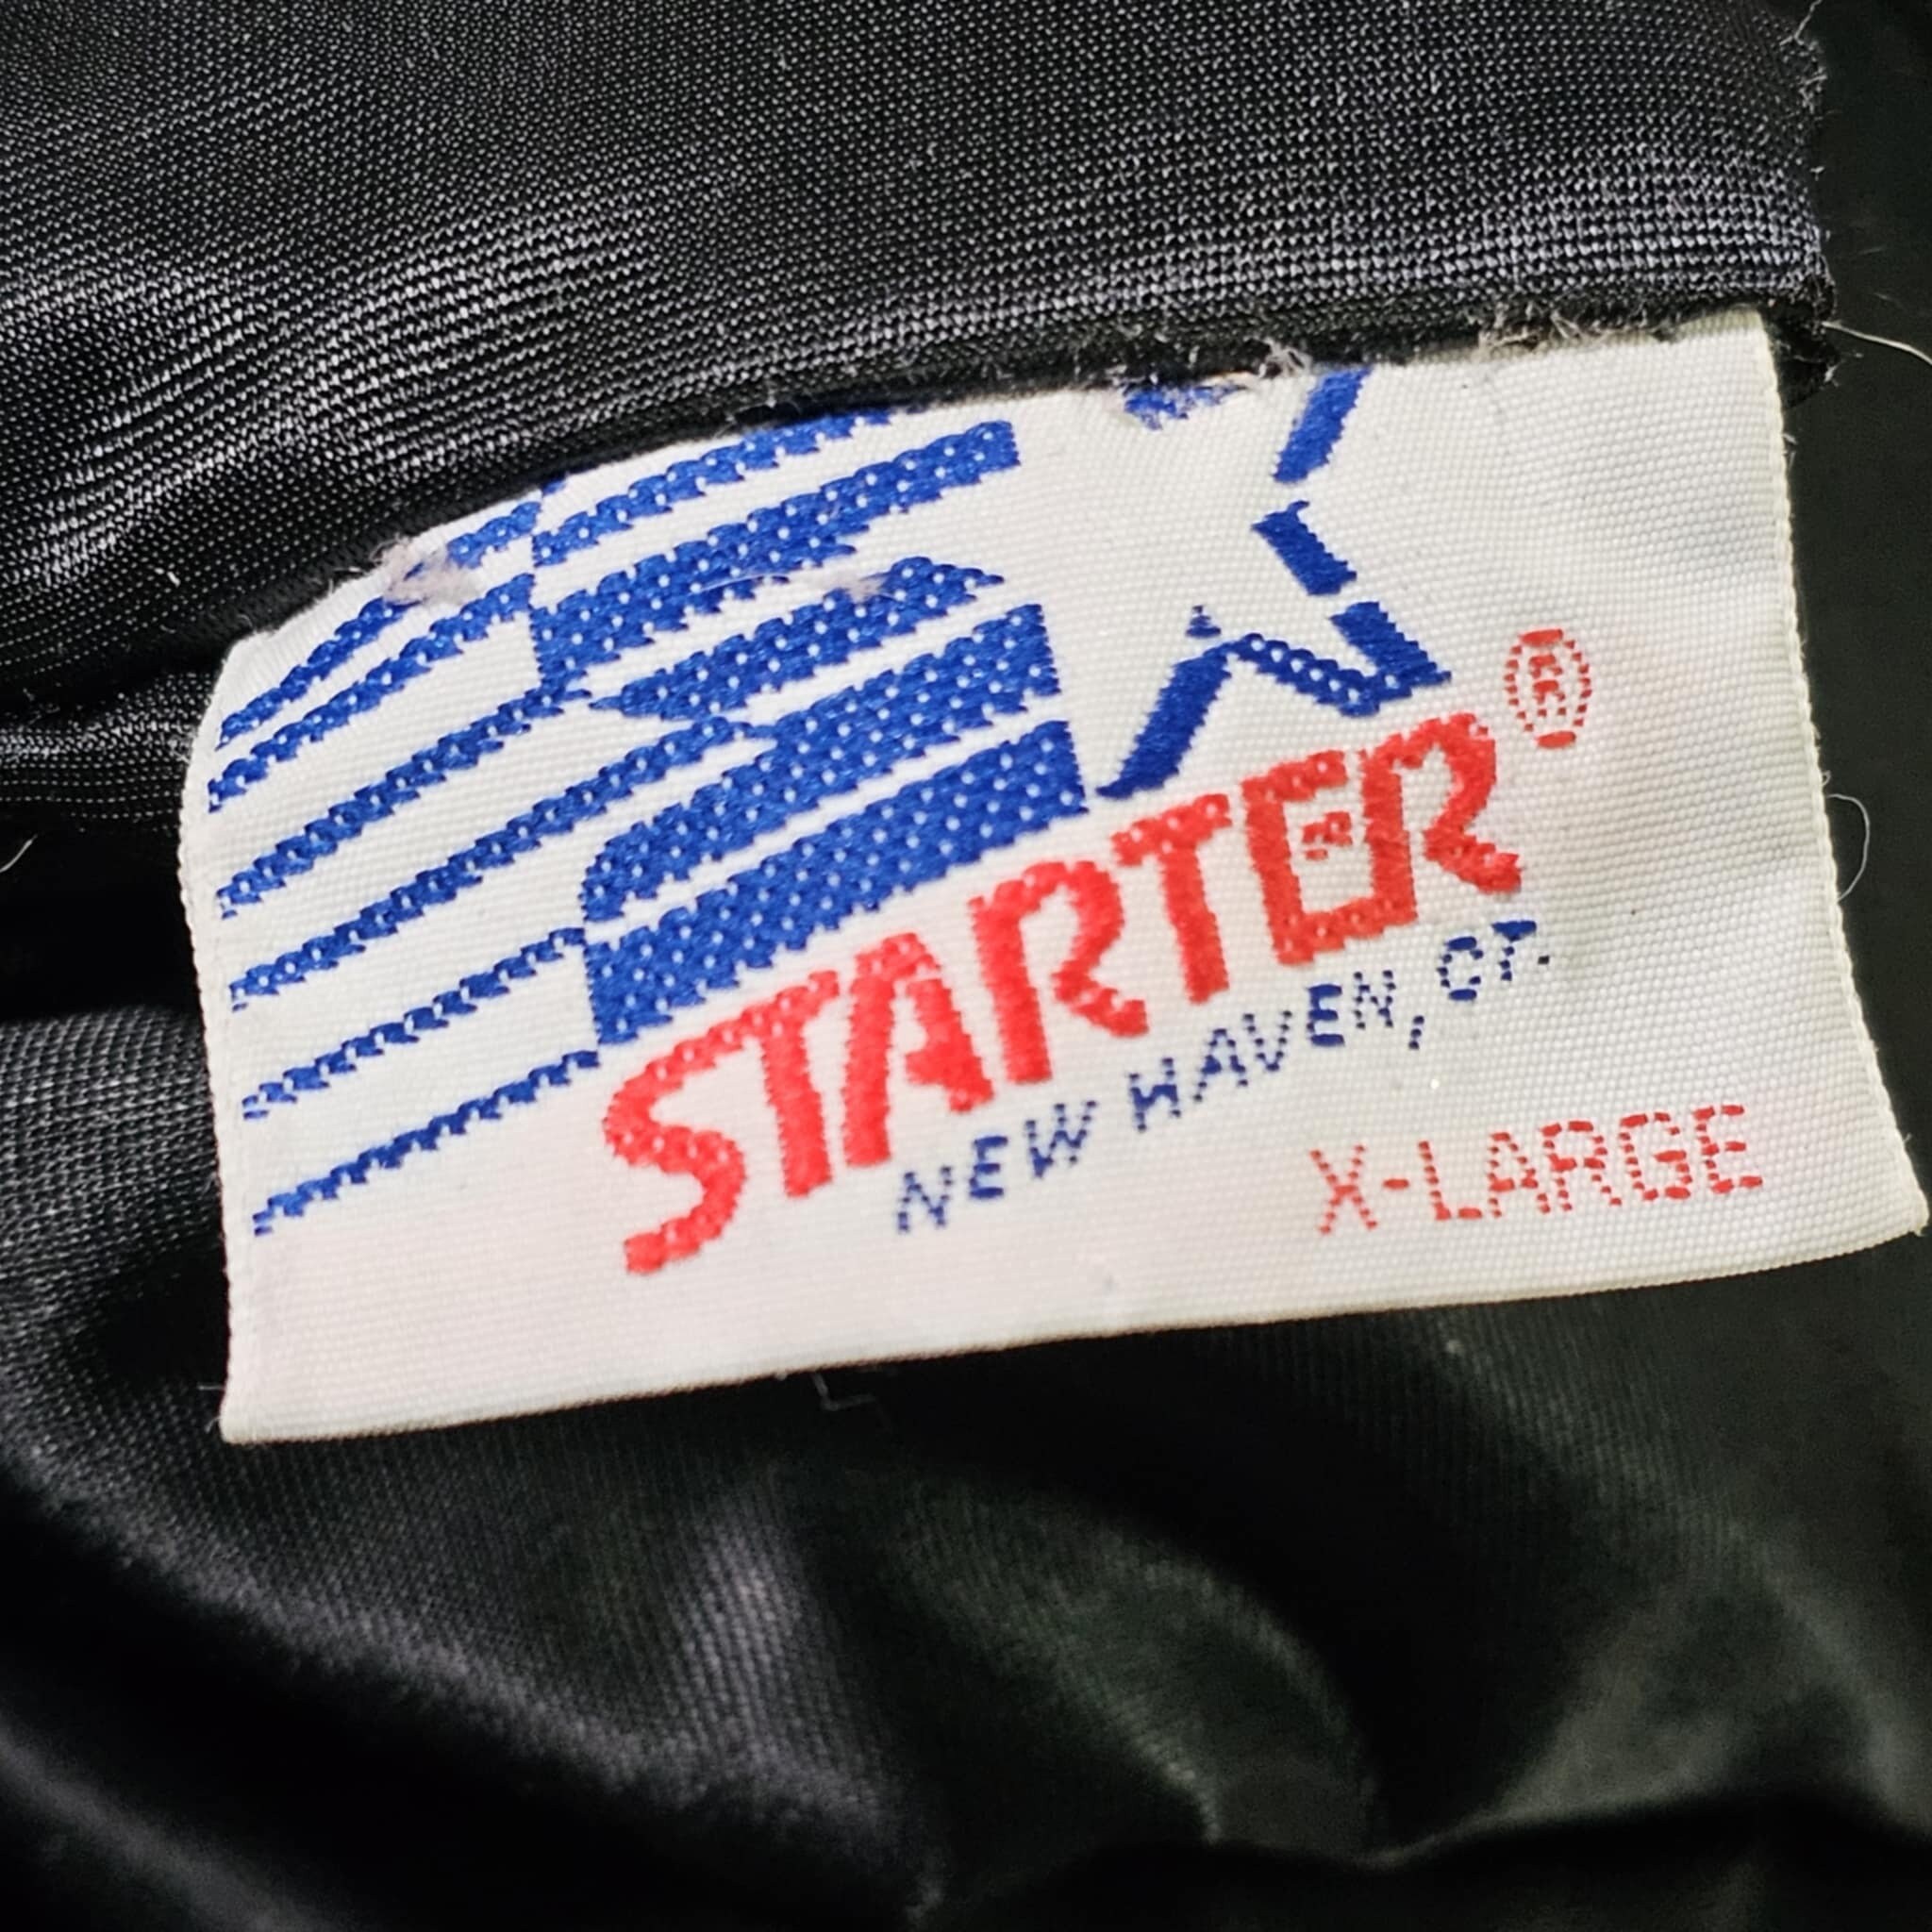 STARTER®
NEW HAVEN, CT.
X-LARGE